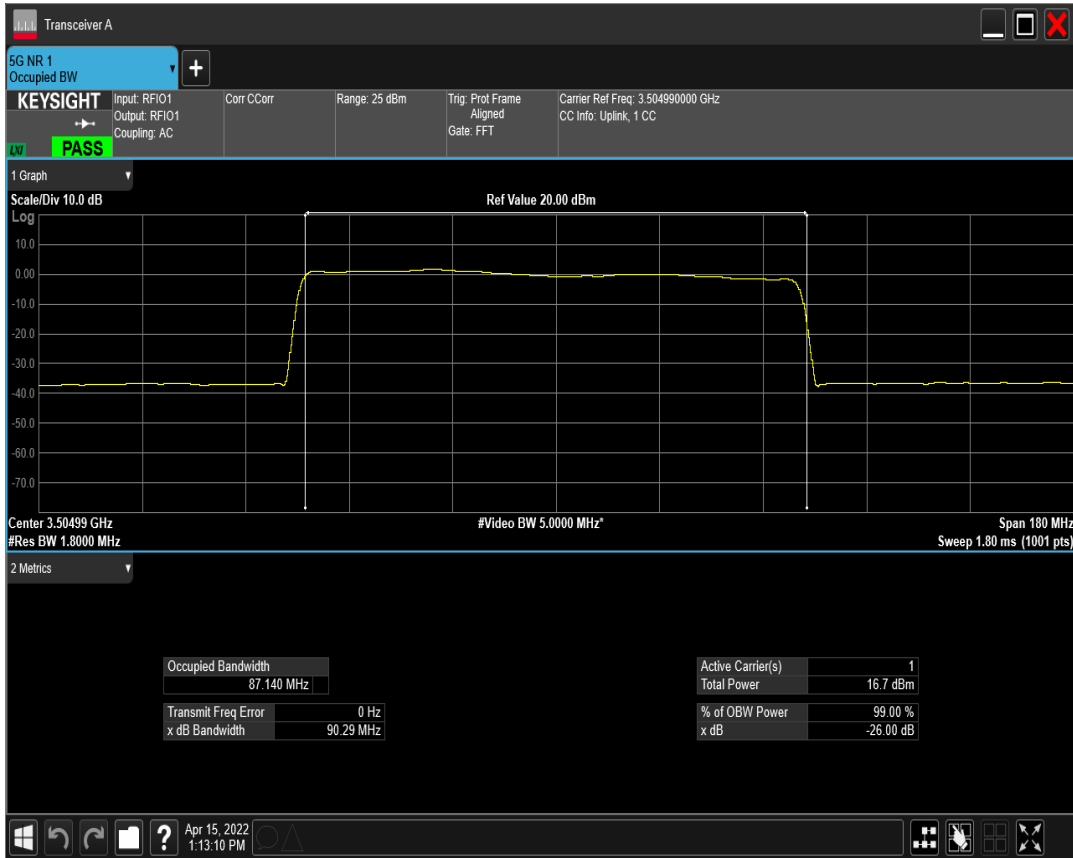 Transceiver A
5G NR 1
Occupied BW
KEYSIGHT
LXI
PASS
Input: RFIO1
Output: RFIO1
Coupling: AC
Corr CCorr
Range: 25 dBm
Trig: Prot Frame
Aligned
Gate: FFT
Carrier Ref Freq: 3.504990000 GHz
CC Info: Uplink, 1 CC
1 Graph
Scale/Div 10.0 dB
Ref Value 20.00 dBm
Log
10.0
0.00
-10.0
-20.0
-30.0
-40.0
-50.0
-60.0
-70.0
Center 3.50499 GHz
#Video BW 5.0000 MHz*
Span 180 MHz
#Res BW 1.8000 MHz
Sweep 1.80 ms (1001 pts)
2 Metrics
Occupied Bandwidth
87.140 MHz
Transmit Freq Error 0 Hz
x dB Bandwidth 90.29 MHz
Active Carrier(s) 1
Total Power 16.7 dBm
% of OBW Power 99.00 %
x dB -26.00 dB
?
Apr 15, 2022
1:13:10 PM